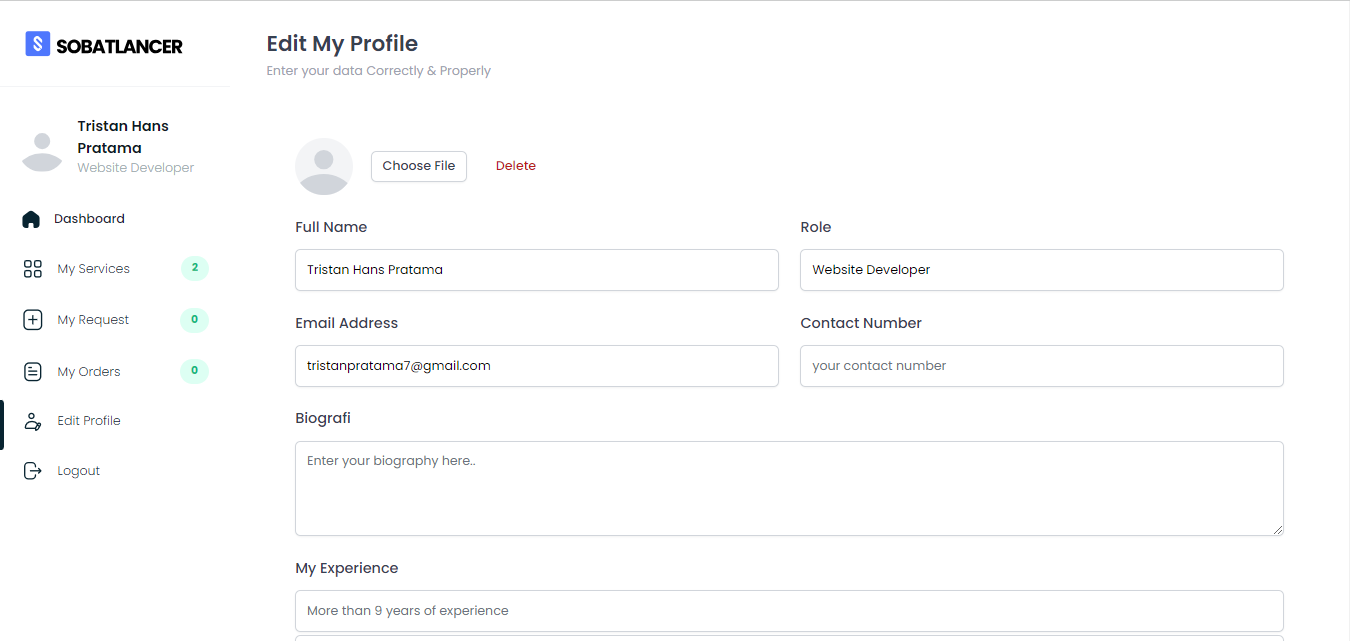 SOBATLANCER
Tristan Hans
Pratama
Website Developer
Dashboard
My Services 2
My Request 0
My Orders 0
Edit Profile
Logout
Edit My Profile
Enter your data Correctly & Properly
Choose File Delete
Full Name Role
Tristan Hans Pratama Website Developer
Email Address Contact Number
tristanpratama7@gmail.com your contact number
Biografi
Enter your biography here..
My Experience
More than 9 years of experience